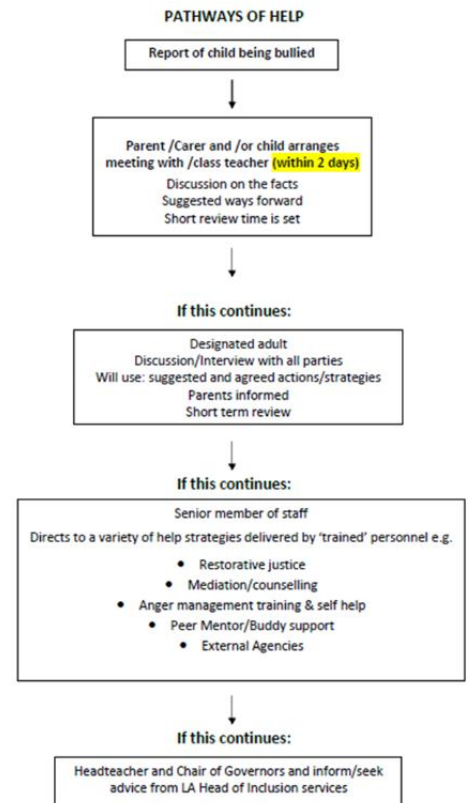 PATHWAYS OF HELP
Report of child being bullied
Parent /Carer and /or child arranges
meeting with /class teacher (within 2 days)
Discussion on the facts
Suggested ways forward
Short review time is set
If this continues:
Designated adult
Discussion/Interview with all parties
Will use: suggested and agreed actions/strategies
Parents informed
Short term review
If this continues:
Senior member of staff
Directs to a variety of help strategies delivered by ‘trained’ personnel e.g.
• Restorative justice
• Mediation/counselling
• Anger management training & self help
• Peer Mentor/Buddy support
• External Agencies
If this continues:
Headteacher and Chair of Governors and inform/seek
advice from LA Head of Inclusion services